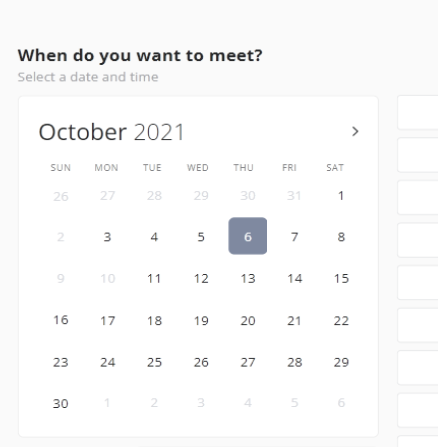 When do you want to meet?
Select a date and time
October 2021
SUN MON TUE WED THU FRI SAT
26 27 28 29 30 31 1
2 3 4 5 6 7 8
9 10 11 12 13 14 15
16 17 18 19 20 21 22
23 24 25 26 27 28 29
30 1 2 3 4 5 6